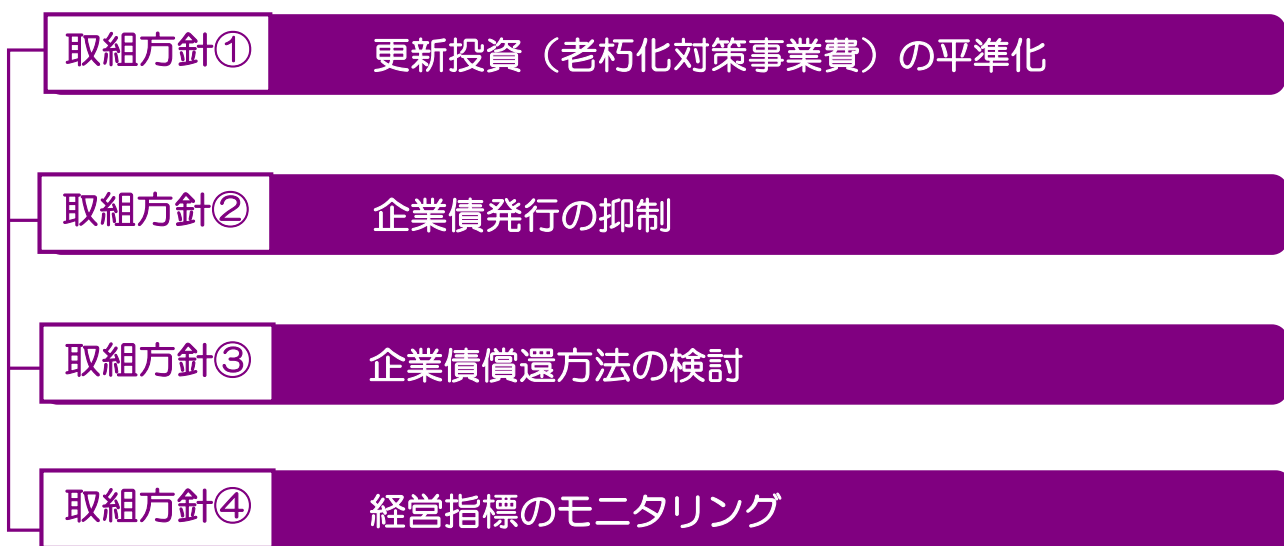 取組方針① 更新投資（老朽化対策事業費）の平準化
取組方針② 企業債発行の抑制
取組方針③ 企業債償還方法の検討
取組方針④ 経営指標のモニタリング